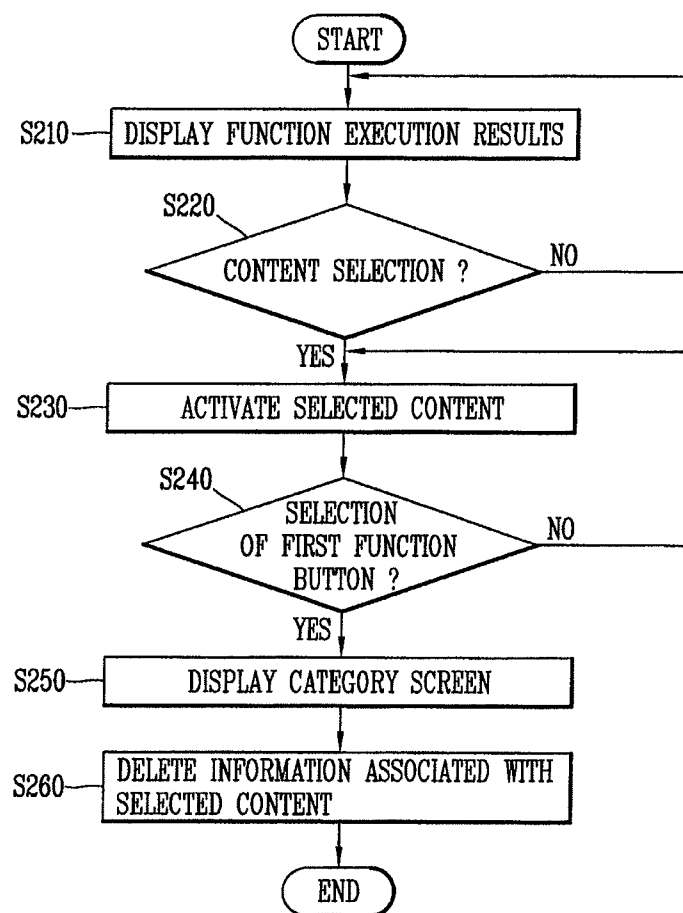 START
S210
DISPLAY FUNCTION EXECUTION RESULTS
S220
CONTENT SELECTION ?
NO
YES
S230
ACTIVATE SELECTED CONTENT
S240
SELECTION
OF FIRST FUNCTION
BUTTON ?
NO
YES
S250
DISPLAY CATEGORY SCREEN
S260
DELETE INFORMATION ASSOCIATED WITH
SELECTED CONTENT
END